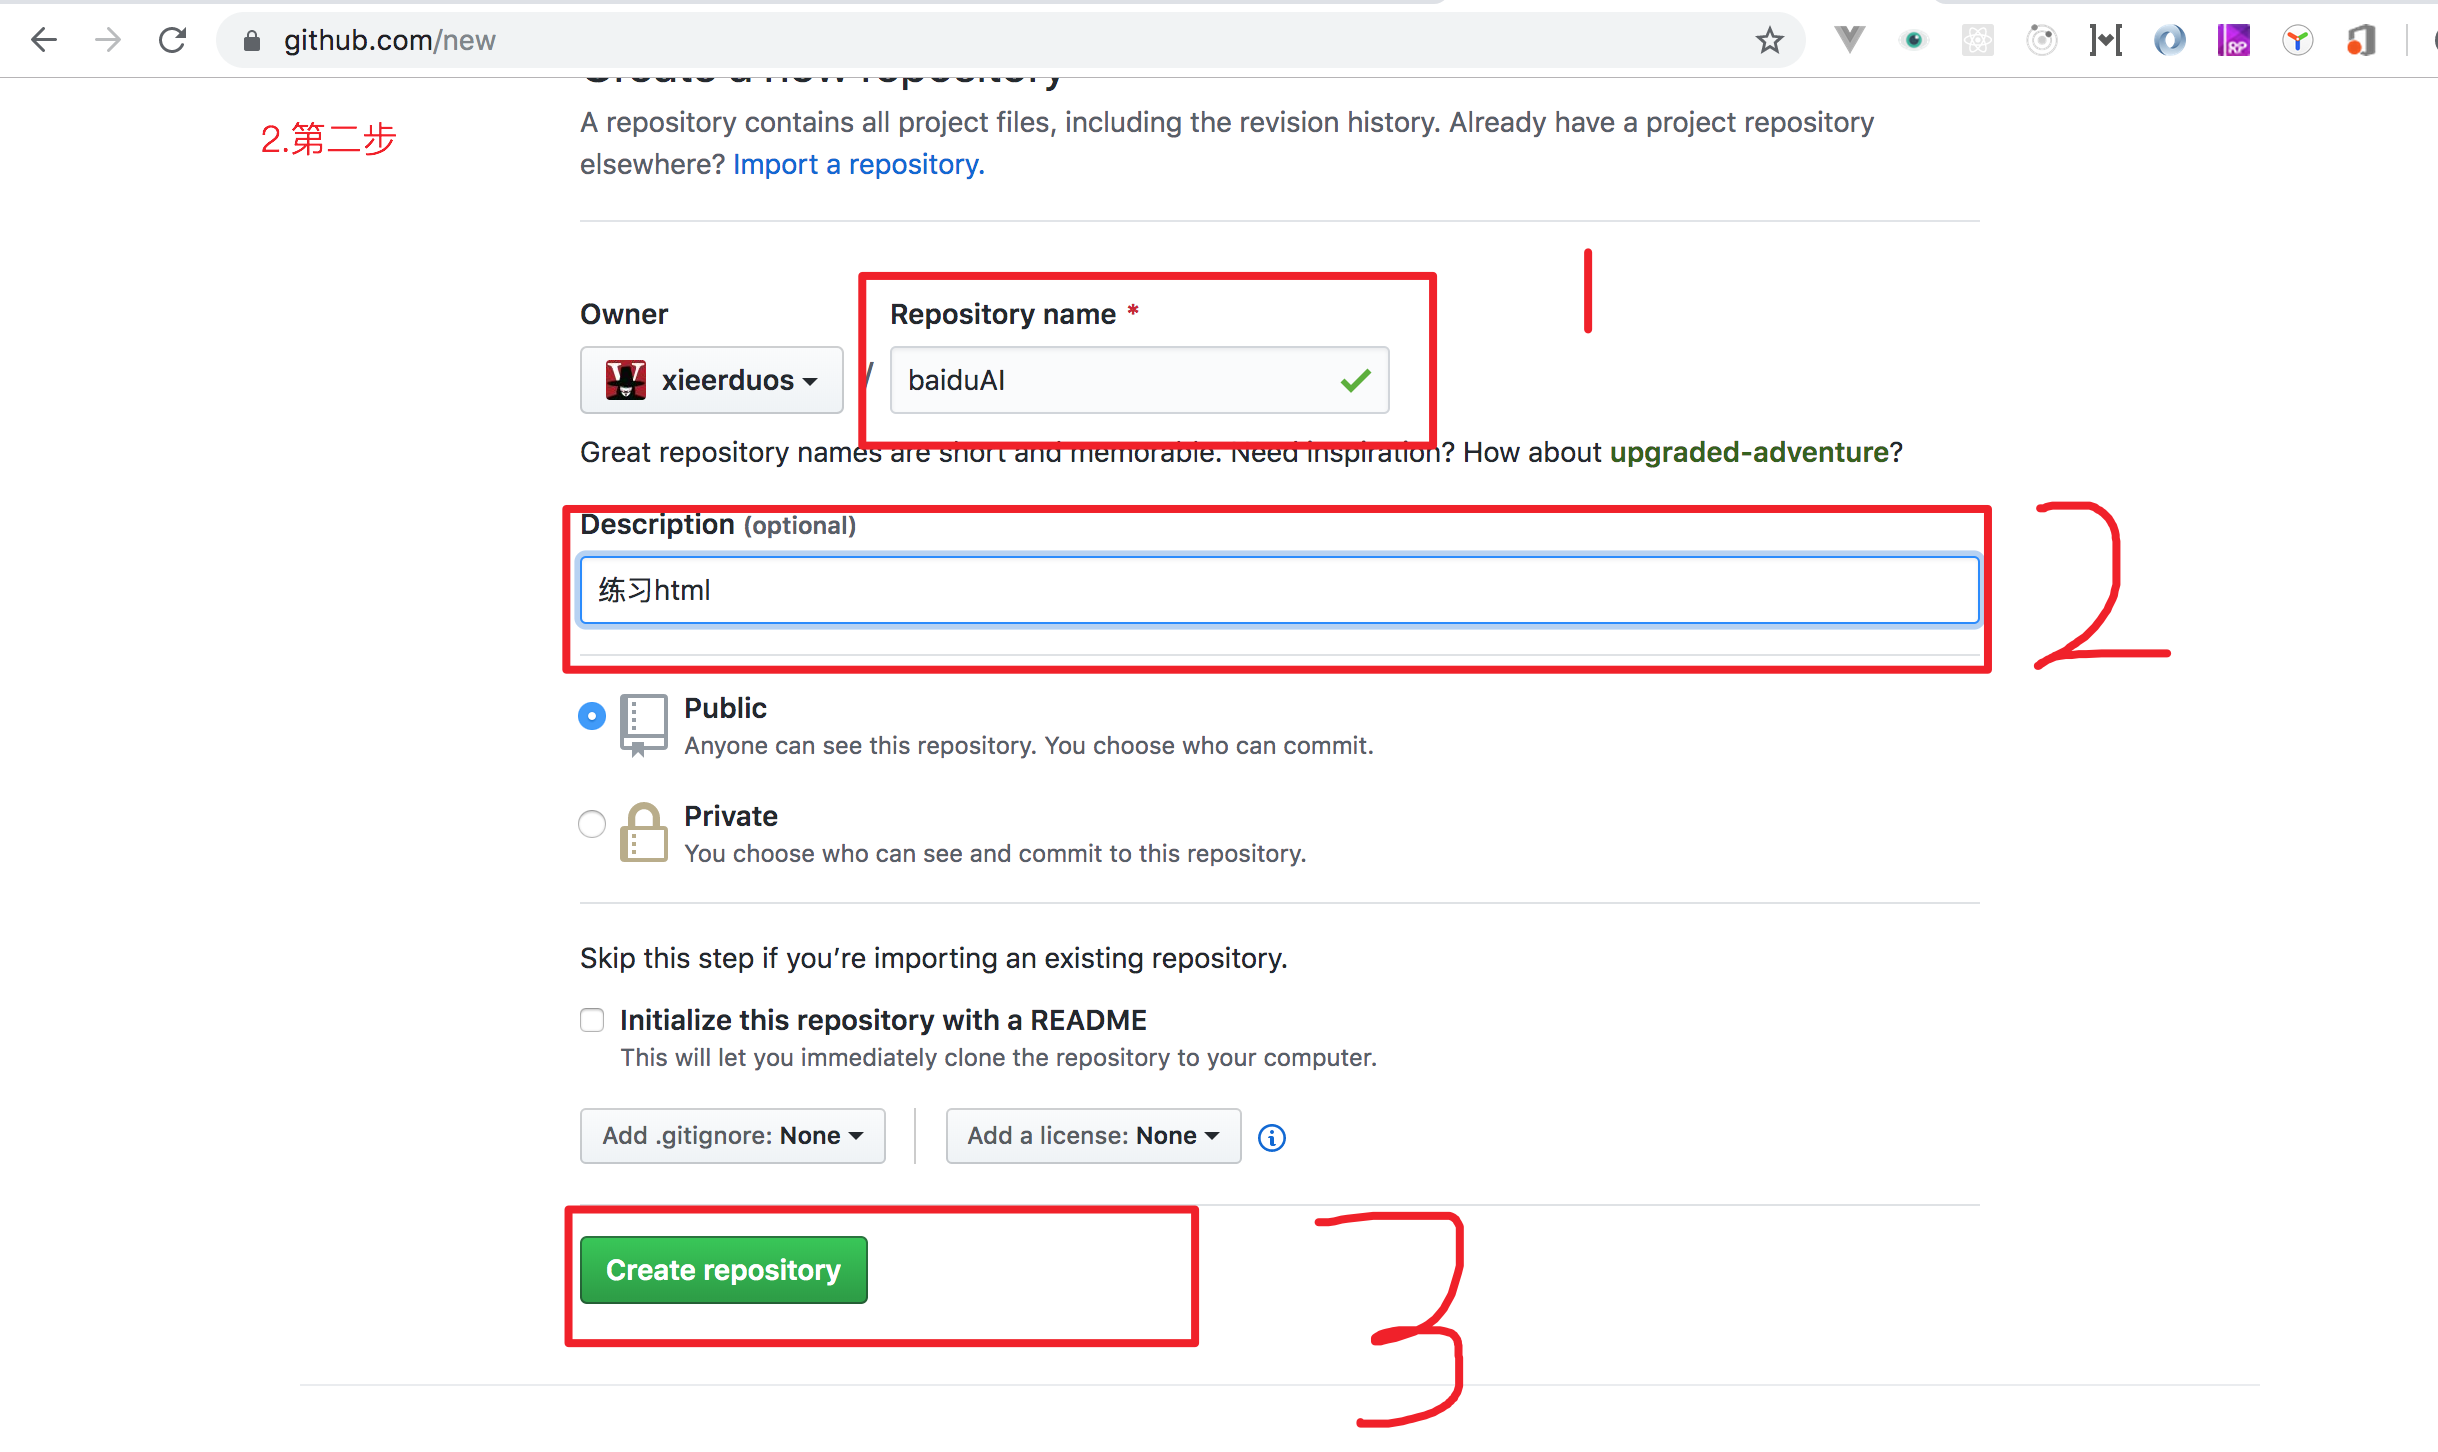 github.com/new
Create a new repository
2.第二步
A repository contains all project files, including the revision history. Already have a project repository
elsewhere? Import a repository.
1
Owner
Repository name *
xieerduos
/
baiduAI
Great repository names are short and memorable. Need inspiration? How about upgraded-adventure?
Description (optional)
2
练习html
Public
Anyone can see this repository. You choose who can commit.
Private
You choose who can see and commit to this repository.
Skip this step if you’re importing an existing repository.
Initialize this repository with a README
This will let you immediately clone the repository to your computer.
Add .gitignore: None
Add a license: None
Create repository
3